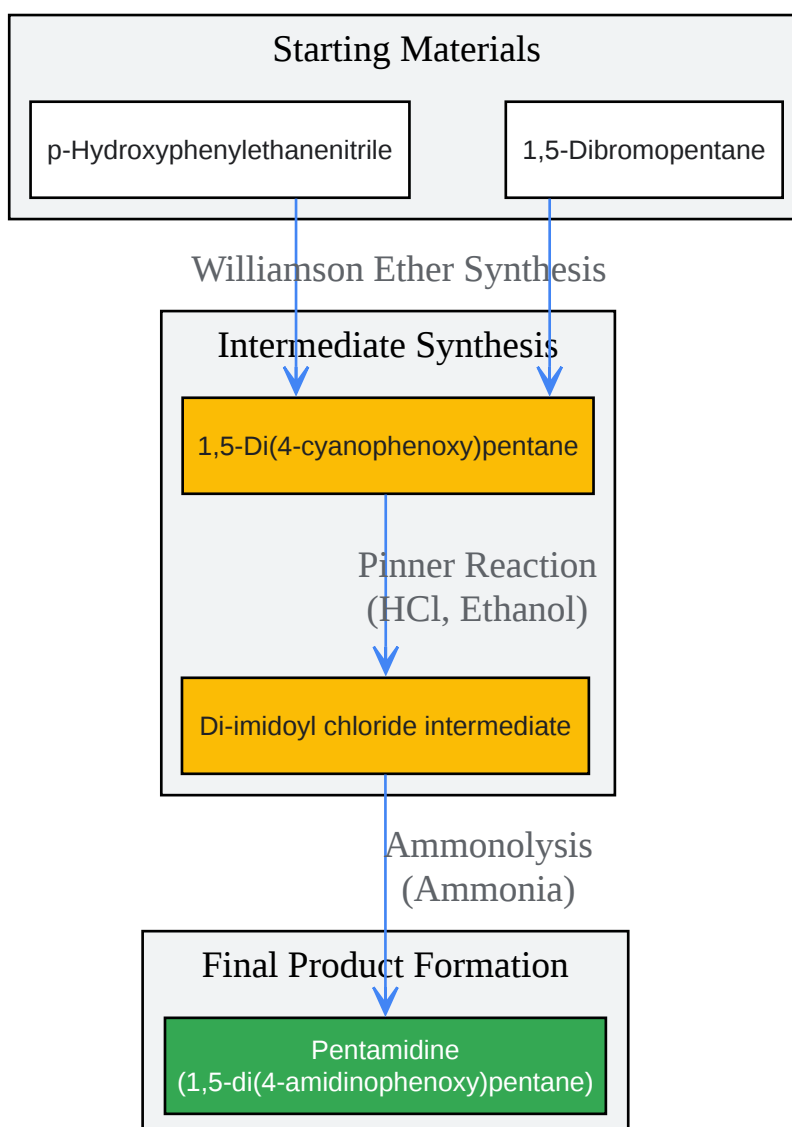 Starting Materials
p-Hydroxyphenylethanenitrile
1,5-Dibromopentane
Williamson Ether Synthesis
Intermediate Synthesis
1,5-Di(4-cyanophenoxy)pentane
Pinner Reaction
(HCl, Ethanol)
Di-imidoyl chloride intermediate
Ammonolysis
(Ammonia)
Final Product Formation
Pentamidine
(1,5-di(4-amidinophenoxy)pentane)